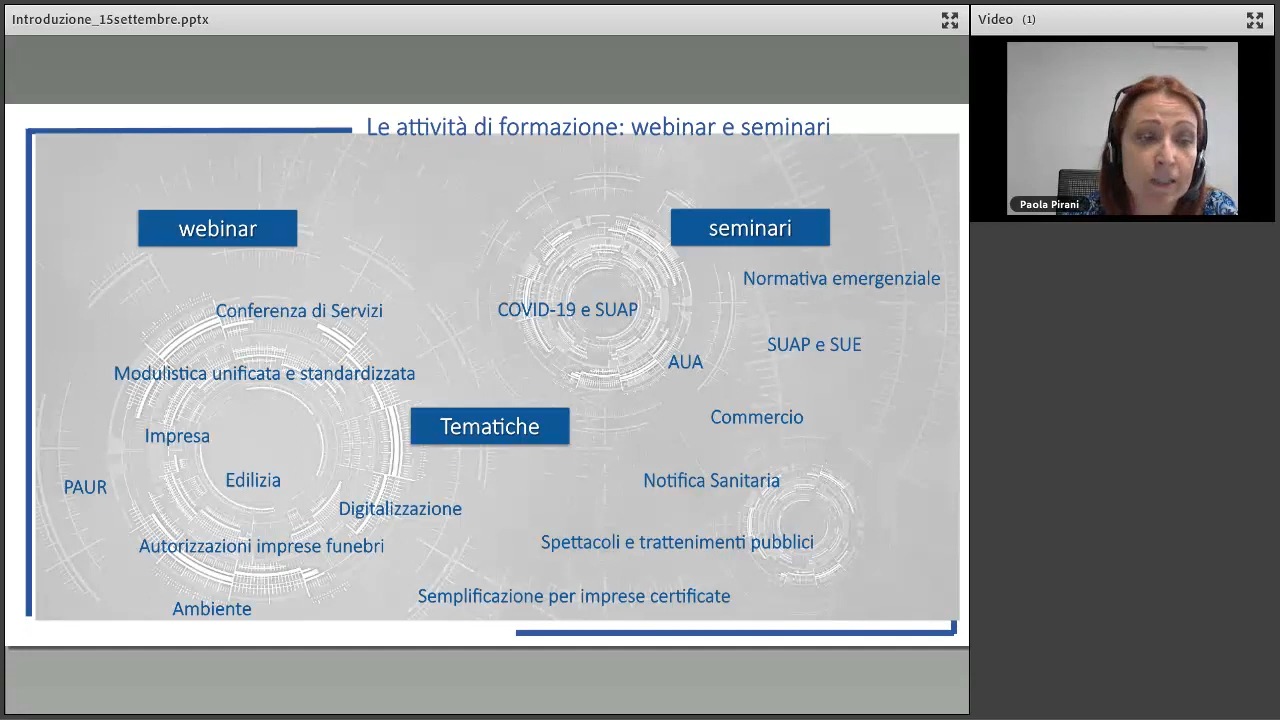 Introduzione_15settembre.pptx
Video (1)
Paola Pirani
Le attività di formazione: webinar e seminari
webinar
seminari
Normativa emergenziale
Conferenza di Servizi
COVID-19 e SUAP
SUAP e SUE
AUA
Modulistica unificata e standardizzata
Commercio
Tematiche
Impresa
Edilizia
Notifica Sanitaria
PAUR
Digitalizzazione
Autorizzazioni imprese funebri
Spettacoli e trattenimenti pubblici
Semplificazione per imprese certificate
Ambiente